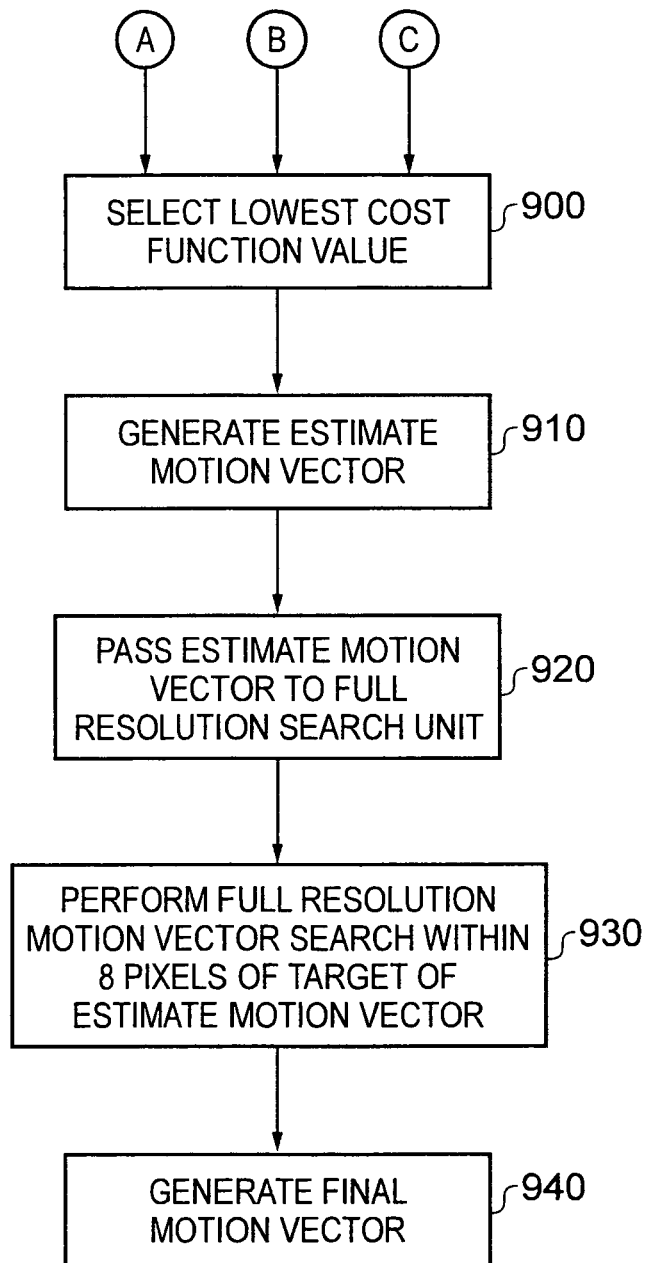 A B C
SELECT LOWEST COST
FUNCTION VALUE
900
GENERATE ESTIMATE
MOTION VECTOR
910
PASS ESTIMATE MOTION
VECTOR TO FULL
RESOLUTION SEARCH UNIT
920
PERFORM FULL RESOLUTION
MOTION VECTOR SEARCH WITHIN
8 PIXELS OF TARGET OF
ESTIMATE MOTION VECTOR
930
GENERATE FINAL
MOTION VECTOR
940